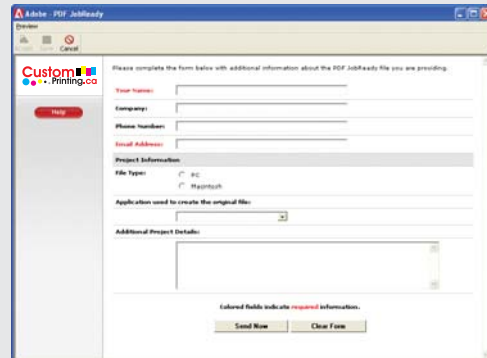 Adobe - PDF JobReady
Preview
Cancel
Please complete the form below with additional information about the PDF JobReady file you are providing.
Custom
Printing.ca
Your Name:
Help
Company:
Phone Number:
Email Address:
Project Information
File Type:
PC
Macintosh
Application used to create the original file:
Additional Project Details:
Colored fields indicate required information.
Send Now
Clear Form